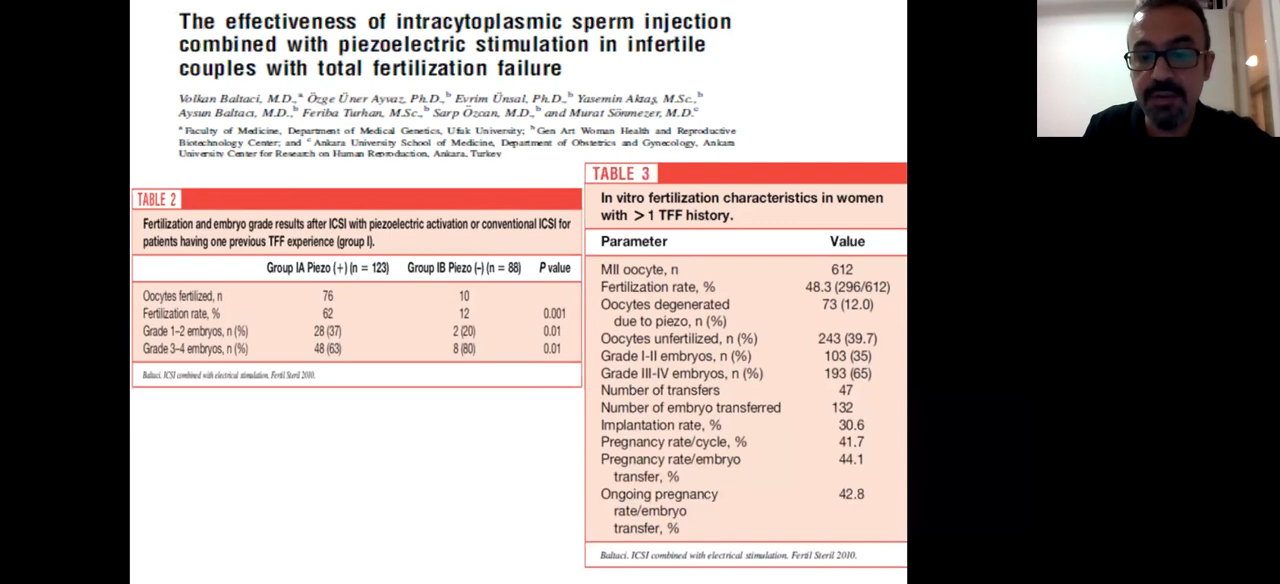 The effectiveness of intracytoplasmic sperm injection
combined with piezoelectric stimulation in infertile
couples with total fertilization failure
Volkan Baltaci, M.D.,a Özge Üner Ayvaz, Ph.D.,b Evrim Ünsal, Ph.D.,b Yasemin Aktaş, M.Sc.,b
Aysun Baltacı, M.D.,b Feriba Turhan, M.Sc.,b Sarp Özcan, M.D.,b and Murat Sönmezer, M.D.c
a Faculty of Medicine, Department of Medical Genetics, Ufuk University; b Gen Art Woman Health and Reproductive
Biotechnology Center; and c Ankara University School of Medicine, Department of Obstetrics and Gynecology, Ankara
University Center for Research on Human Reproduction, Ankara, Turkey
TABLE 2
Fertilization and embryo grade results after ICSI with piezoelectric activation or conventional ICSI for
patients having one previous TFF experience (group I).
Group IA Piezo (+) (n = 123) Group IB Piezo (-) (n = 88) P value
Oocytes fertilized, n 76 10
Fertilization rate, % 62 12 0.001
Grade 1–2 embryos, n (%) 28 (37) 2 (20) 0.01
Grade 3–4 embryos, n (%) 48 (63) 8 (80) 0.01
Baltaci. ICSI combined with electrical stimulation. Fertil Steril 2010.
TABLE 3
In vitro fertilization characteristics in women
with >1 TFF history.
Parameter Value
MII oocyte, n 612
Fertilization rate, % 48.3 (296/612)
Oocytes degenerated 73 (12.0)
due to piezo, n (%)
Oocytes unfertilized, n (%) 243 (39.7)
Grade I-II embryos, n (%) 103 (35)
Grade III-IV embryos, n (%) 193 (65)
Number of transfers 47
Number of embryo transferred 132
Implantation rate, % 30.6
Pregnancy rate/cycle, % 41.7
Pregnancy rate/embryo 44.1
transfer, %
Ongoing pregnancy 42.8
rate/embryo
transfer, %
Baltaci. ICSI combined with electrical stimulation. Fertil Steril 2010.